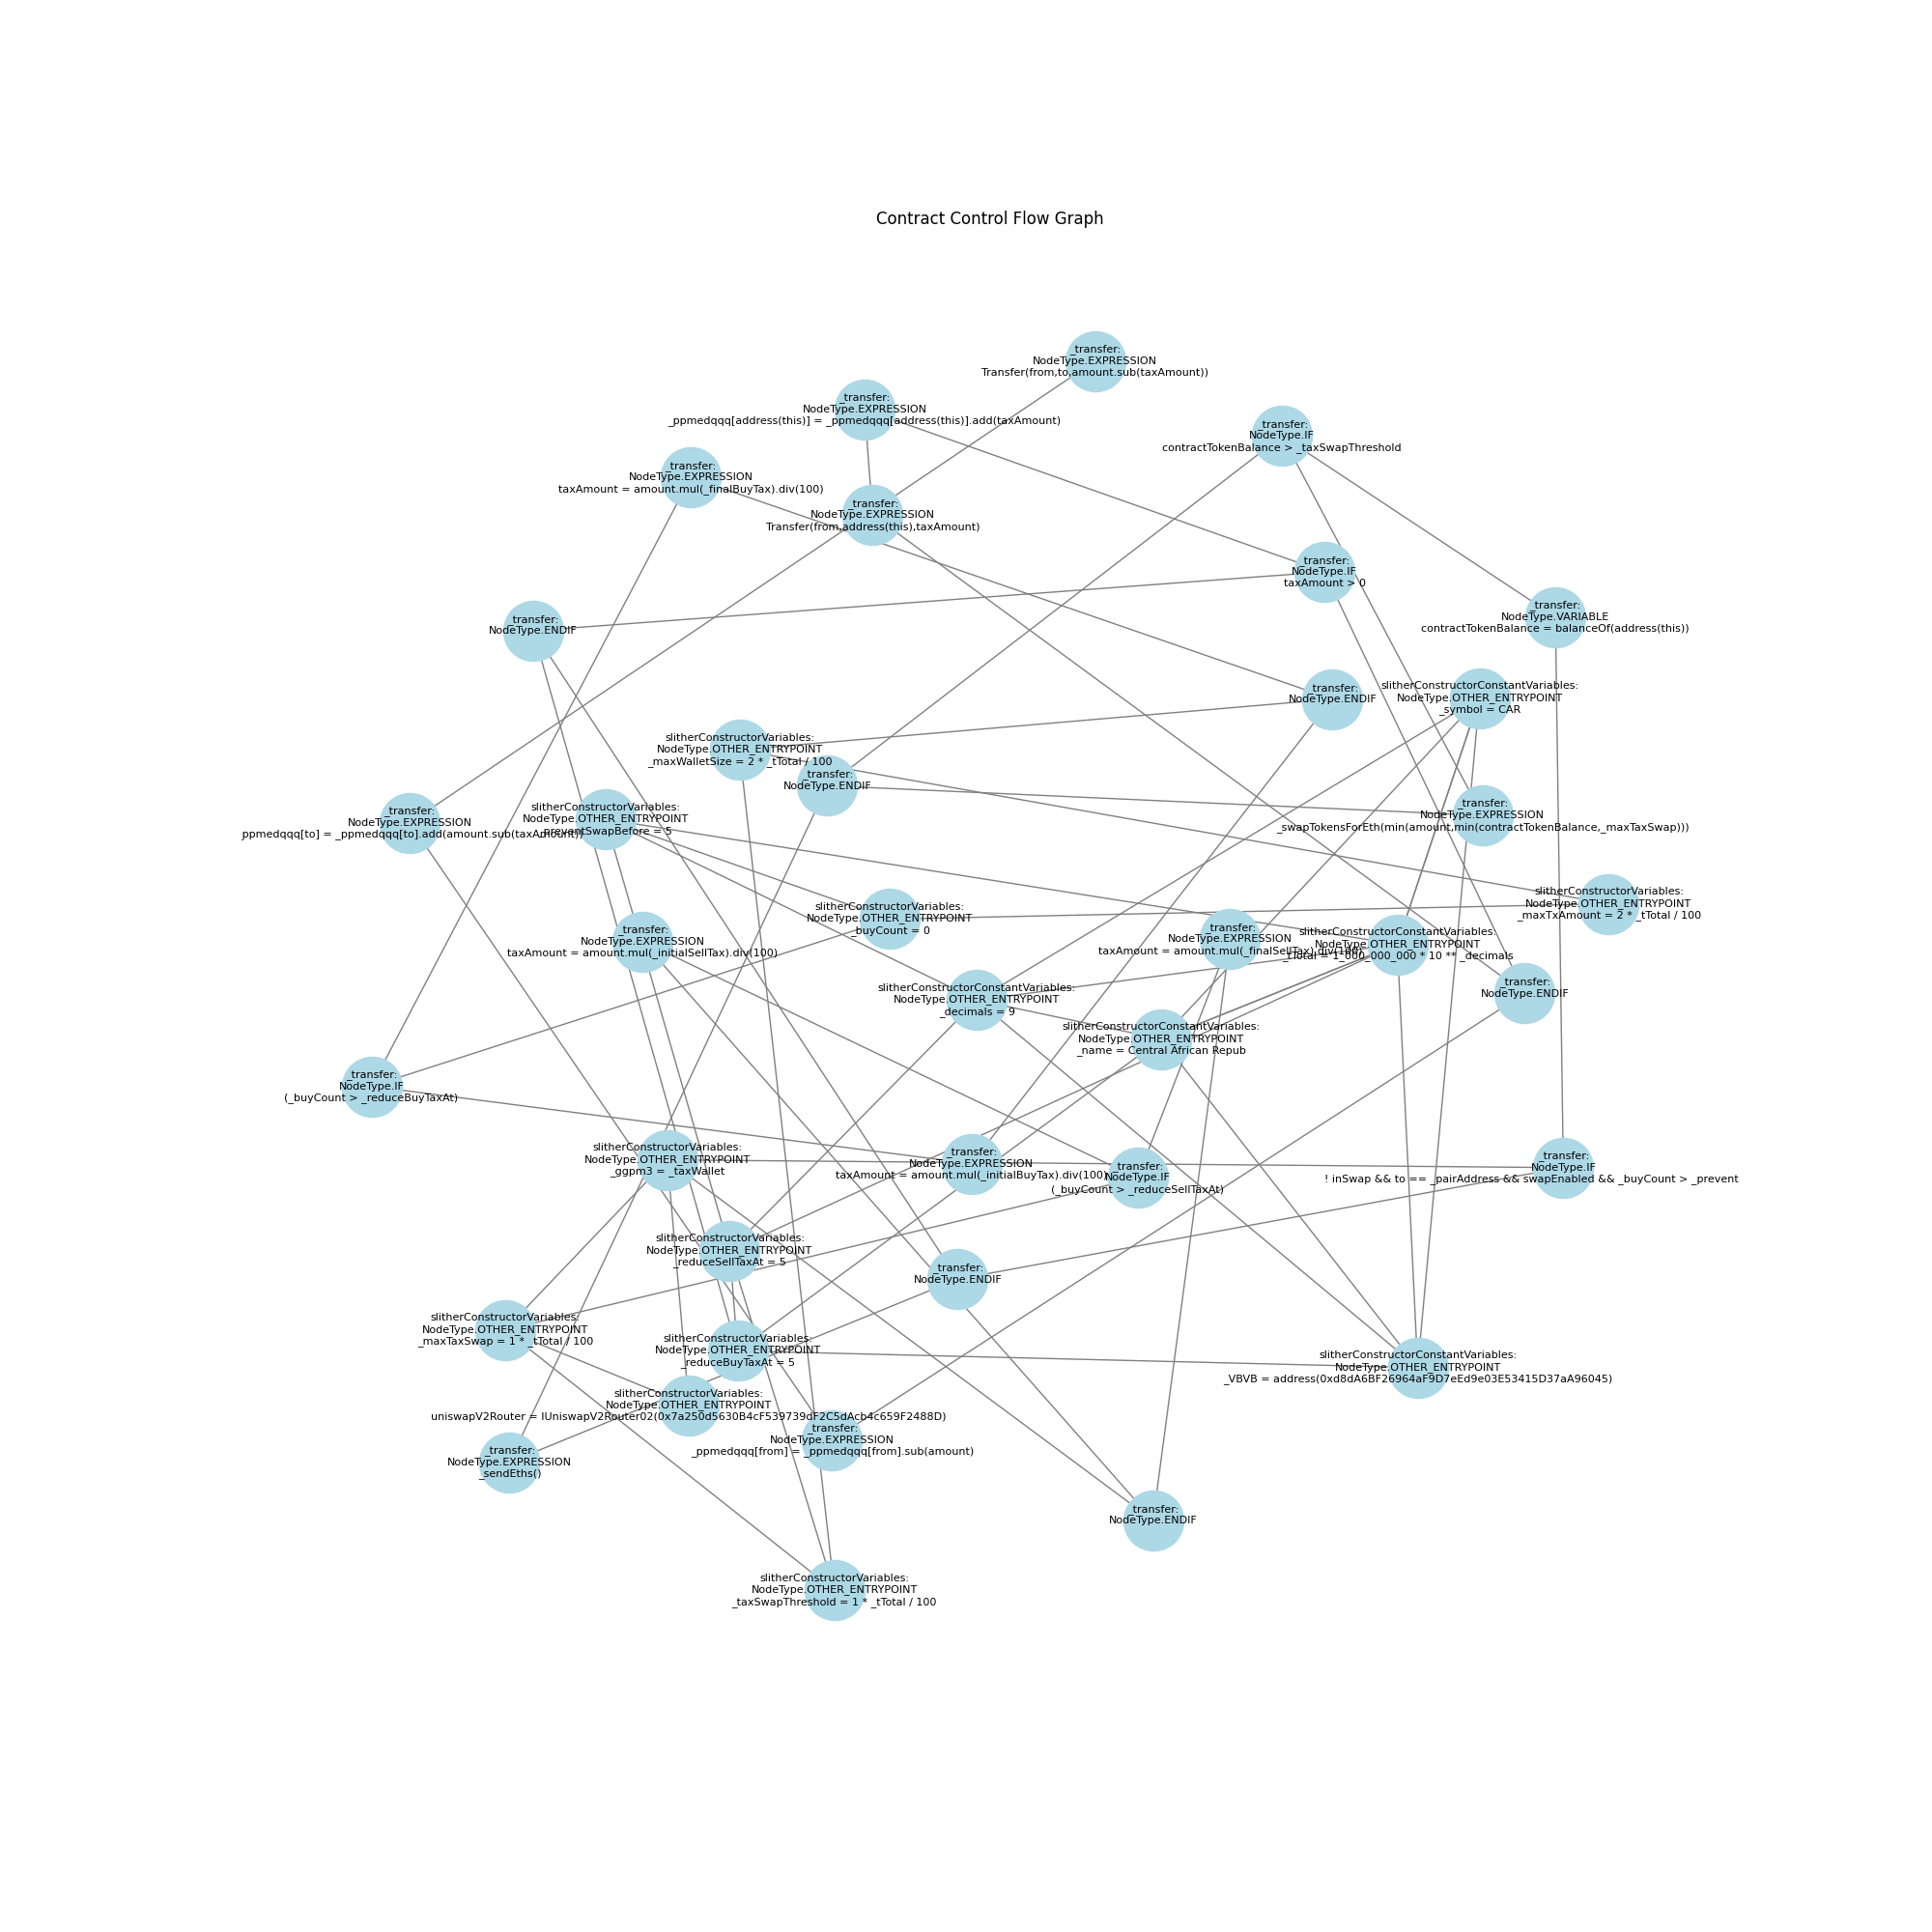 Contract Control Flow Graph
_transfer:
NodeType.EXPRESSION
Transfer(from,to,amount.sub(taxAmount))
_transfer:
NodeType.EXPRESSION
_ppmedqqq[address(this)] = _ppmedqqq[address(this)].add(taxAmount)
_transfer:
NodeType.IF
contractTokenBalance > _taxSwapThreshold
_transfer:
NodeType.EXPRESSION
taxAmount = amount.mul(_finalBuyTax).div(100)
_transfer:
NodeType.EXPRESSION
Transfer(from,address(this),taxAmount)
_transfer:
NodeType.IF
taxAmount > 0
_transfer:
NodeType.VARIABLE
contractTokenBalance = balanceOf(address(this))
_transfer:
NodeType.ENDIF
_transfer:
NodeType.ENDIF
slitherConstructorConstantVariables:
NodeType.OTHER_ENTRYPOINT
_symbol = CAR
slitherConstructorVariables:
NodeType.OTHER_ENTRYPOINT
_maxWalletSize = 2 * _tTotal / 100
_transfer:
NodeType.ENDIF
_transfer:
NodeType.EXPRESSION
_swapTokensForEth(min(amount,min(contractTokenBalance,_maxTaxSwap)))
_transfer:
NodeType.EXPRESSION
ppmedqqq[to] = _ppmedqqq[to].add(amount.sub(taxAmount))
slitherConstructorVariables:
NodeType.OTHER_ENTRYPOINT
_preventSwapBefore = 5
slitherConstructorVariables:
NodeType.OTHER_ENTRYPOINT
_maxTxAmount = 2 * _tTotal / 100
slitherConstructorVariables:
NodeType.OTHER_ENTRYPOINT
_buyCount = 0
_transfer:
NodeType.EXPRESSION
taxAmount = amount.mul(_initialSellTax).div(100)
_transfer:
NodeType.EXPRESSION
taxAmount = amount.mul(_finalSellTax).div(100)
slitherConstructorConstantVariables:
NodeType.OTHER_ENTRYPOINT
_tTotal = 1_000_000_000 * 10 ** _decimals
_transfer:
NodeType.ENDIF
slitherConstructorConstantVariables:
NodeType.OTHER_ENTRYPOINT
_decimals = 9
slitherConstructorConstantVariables:
NodeType.OTHER_ENTRYPOINT
_name = Central African Repub
_transfer:
NodeType.IF
(_buyCount > _reduceBuyTaxAt)
slitherConstructorVariables:
NodeType.OTHER_ENTRYPOINT
_ggpm3 = _taxWallet
_transfer:
NodeType.EXPRESSION
taxAmount = amount.mul(_initialBuyTax).div(100)
_transfer:
NodeType.IF
(_buyCount > _reduceSellTaxAt)
_transfer:
NodeType.IF
! inSwap && to == _pairAddress && swapEnabled && _buyCount > _prevent
slitherConstructorVariables:
NodeType.OTHER_ENTRYPOINT
_reduceSellTaxAt = 5
_transfer:
NodeType.ENDIF
slitherConstructorVariables:
NodeType.OTHER_ENTRYPOINT
_maxTaxSwap = 1 * _tTotal / 100
slitherConstructorVariables:
NodeType.OTHER_ENTRYPOINT
_reduceBuyTaxAt = 5
slitherConstructorConstantVariables:
NodeType.OTHER_ENTRYPOINT
_VBVB = address(0xd8dA6BF26964aF9D7eEd9e03E53415D37aA96045)
slitherConstructorVariables:
NodeType.OTHER_ENTRYPOINT
uniswapV2Router = IUniswapV2Router02(0x7a250d5630B4cF539739dF2C5dAcb4c659F2488D)
_transfer:
NodeType.EXPRESSION
_ppmedqqq[from] = _ppmedqqq[from].sub(amount)
_transfer:
NodeType.EXPRESSION
_sendEths()
_transfer:
NodeType.ENDIF
slitherConstructorVariables:
NodeType.OTHER_ENTRYPOINT
_taxSwapThreshold = 1 * _tTotal / 100